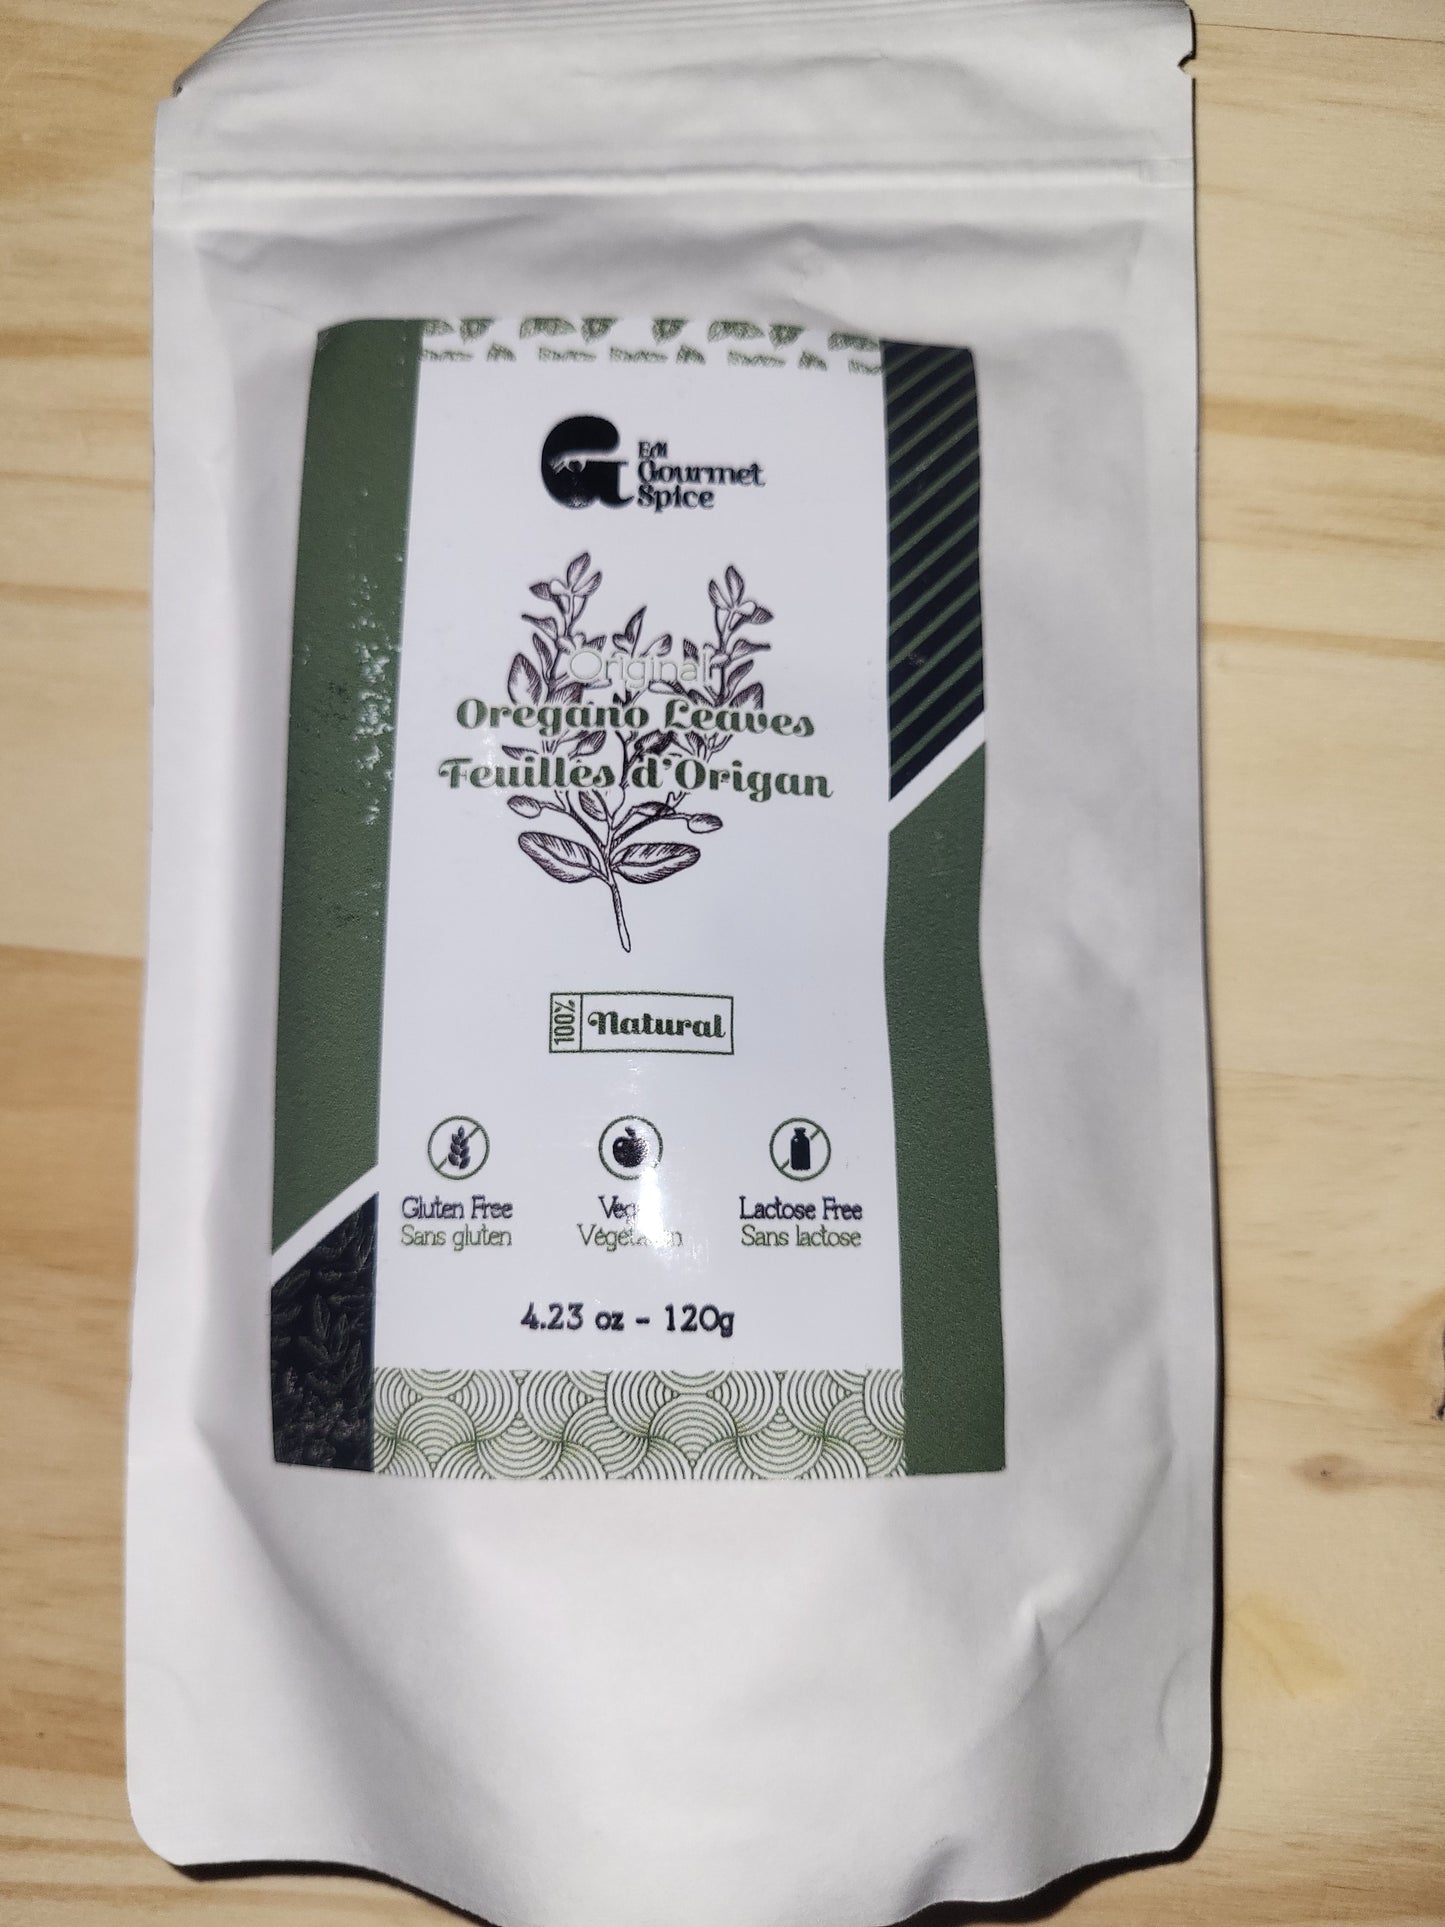 EM
Gourmet
Spice
Original
Oregano Leaves
Feuilles d'Origan
100% Natural
Gluten Free
Sans gluten
Lactose Free
Sans lactose
4.23 oz - 120g